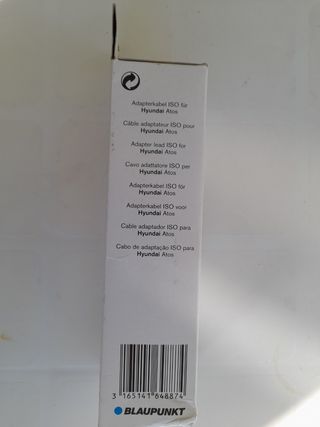 Adapterkabel ISO für
Hyundai Atos
Câble adaptateur ISO pour
Hyundai Atos
Adapter lead ISO for
Hyundai Atos
Cavo adattatore ISO per
Hyundai Atos
Adapterkabel ISO för
Hyundai Atos
Adapterkabel ISO voor
Hyundai Atos
Cable adaptador ISO para
Hyundai Atos
Cabo de adaptação ISO para
Hyundai Atos
3 165141 648874
BLAUPUNKT